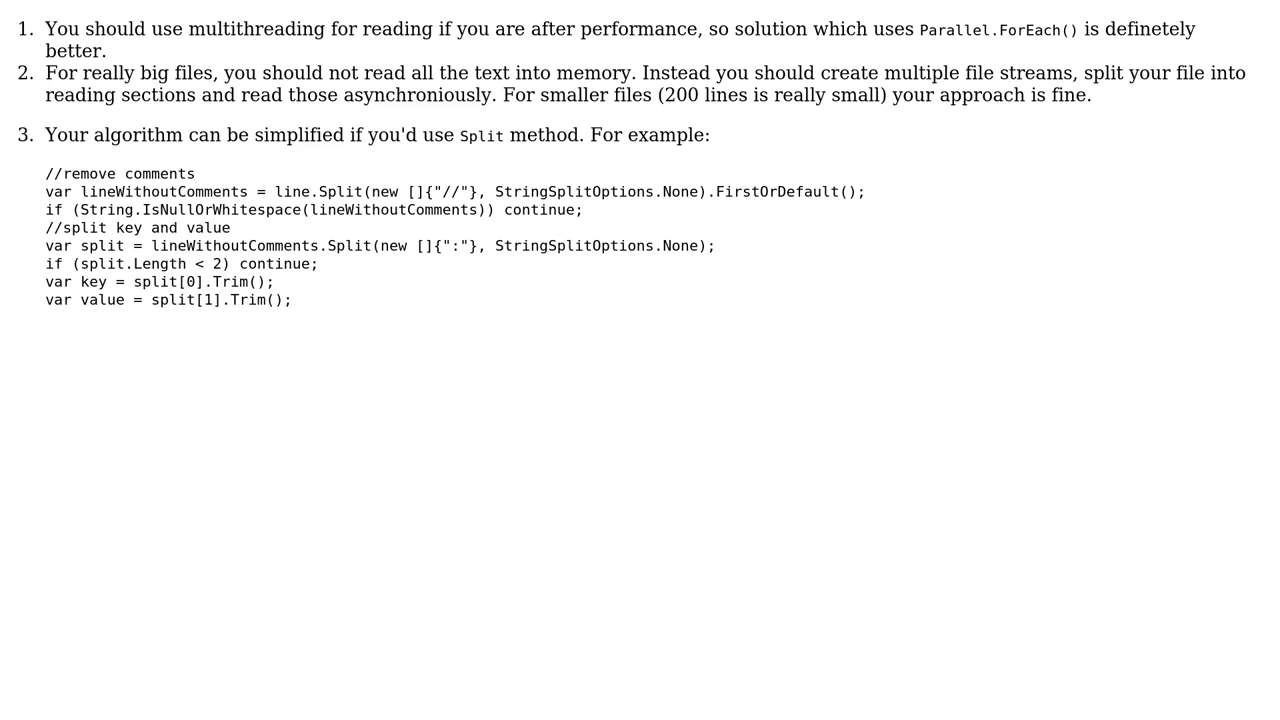 1. You should use multithreading for reading if you are after performance, so solution which uses Parallel.ForEach() is definetely
better.
2. For really big files, you should not read all the text into memory. Instead you should create multiple file streams, split your file into
reading sections and read those asynchroniously. For smaller files (200 lines is really small) your approach is fine.
3. Your algorithm can be simplified if you'd use Split method. For example:
//remove comments
var lineWithoutComments = line.Split(new []{"//"}, StringSplitOptions.None).FirstOrDefault();
if (String.IsNullOrWhitespace(lineWithoutComments)) continue;
//split key and value
var split = lineWithoutComments.Split(new []{":"}, StringSplitOptions.None);
if (split.Length < 2) continue;
var key = split[0].Trim();
var value = split[1].Trim();